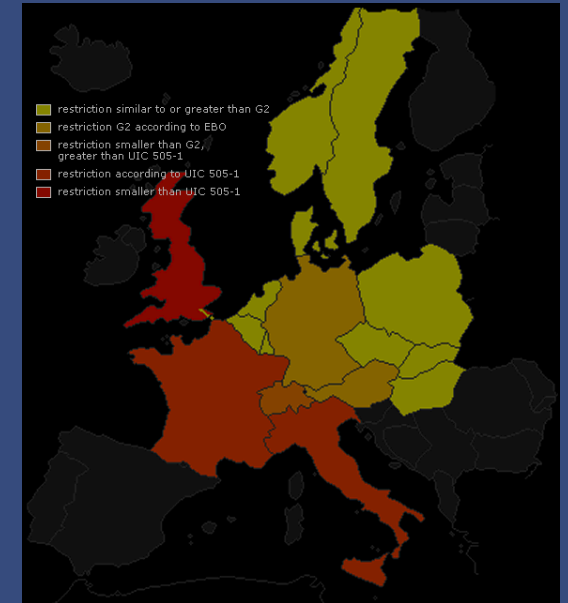 restriction similar to or greater than G2
restriction G2 according to EBO
restriction smaller than G2,
greater than UIC 505-1
restriction according to UIC 505-1
restriction smaller than UIC 505-1